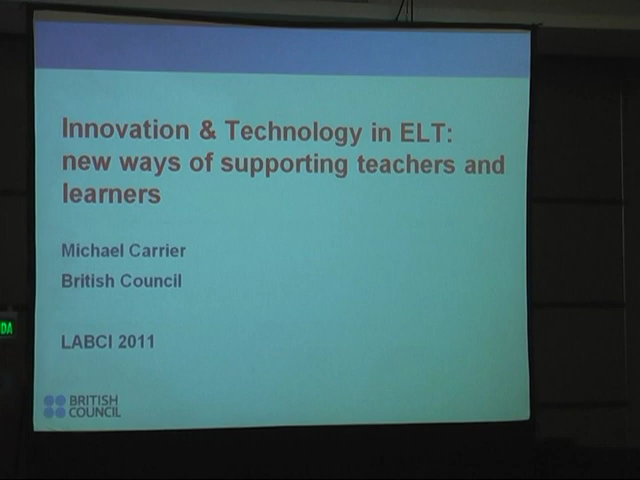 Innovation & Technology in ELT:
new ways of supporting teachers and
learners
Michael Carrier
British Council
LABCI 2011
BRITISH
COUNCIL
DA